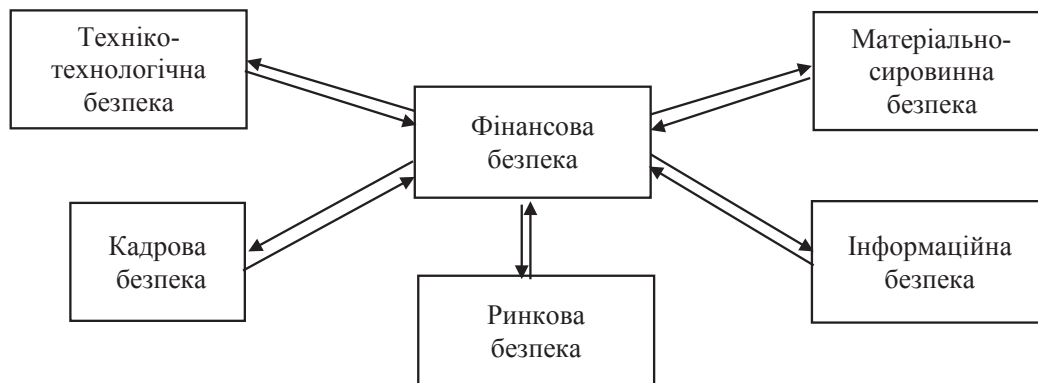 Техніко-
технологічна
безпека
Матеріально-
сировинна
безпека
Фінансова
безпека
Кадрова
безпека
Ринкова
безпека
Інформаційна
безпека